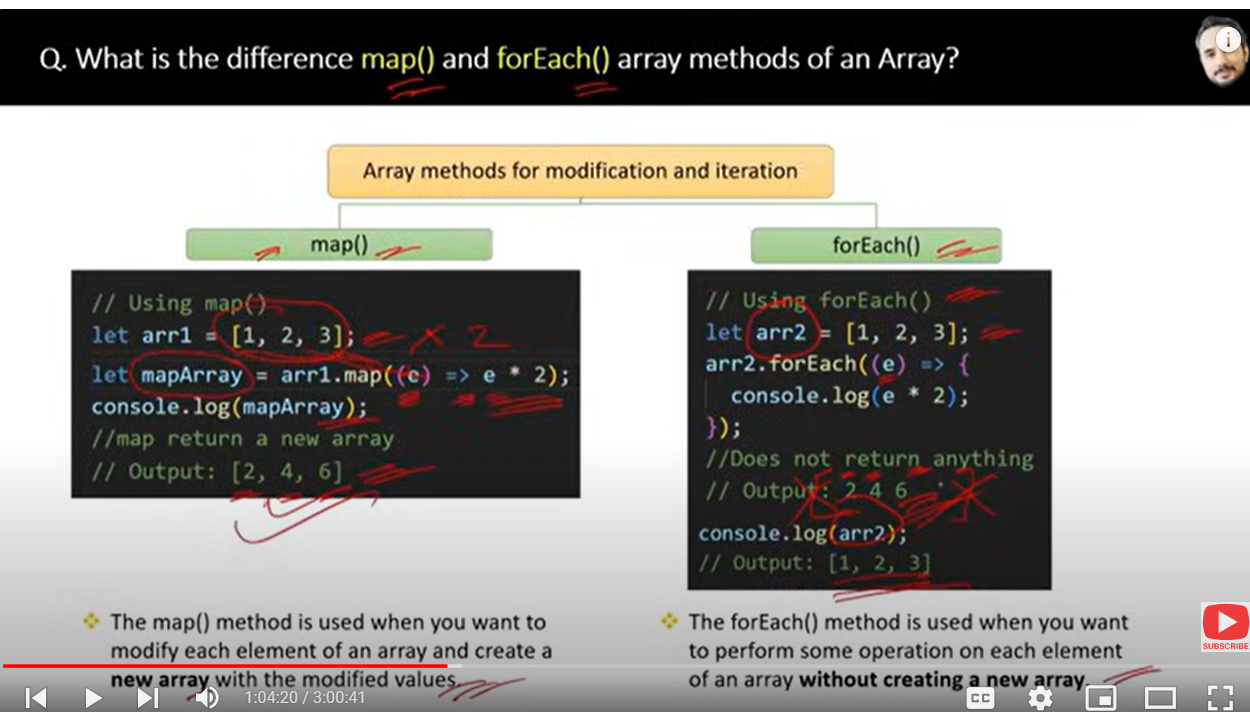 Q. What is the difference map() and forEach() array methods of an Array?
Array methods for modification and iteration
map()
// Using map()
let arr1 = [1, 2, 3];
× 2
let mapArray = arr1.map((e) => e * 2);
console.log(mapArray);
//map return a new array
// Output: [2, 4, 6]
The map() method is used when you want to
modify each element of an array and create a
new array with the modified values.
forEach()
// Using forEach()
let arr2 = [1, 2, 3];
arr2.forEach((e) => {
console.log(e * 2);
});
//Does not return anything
// Output: 2 4 6
console.log(arr2);
// Output: [1, 2, 3]
The forEach() method is used when you want
to perform some operation on each element
of an array without creating a new array.
SUBSCRIBE
1:04:20 / 3:00:41
CC